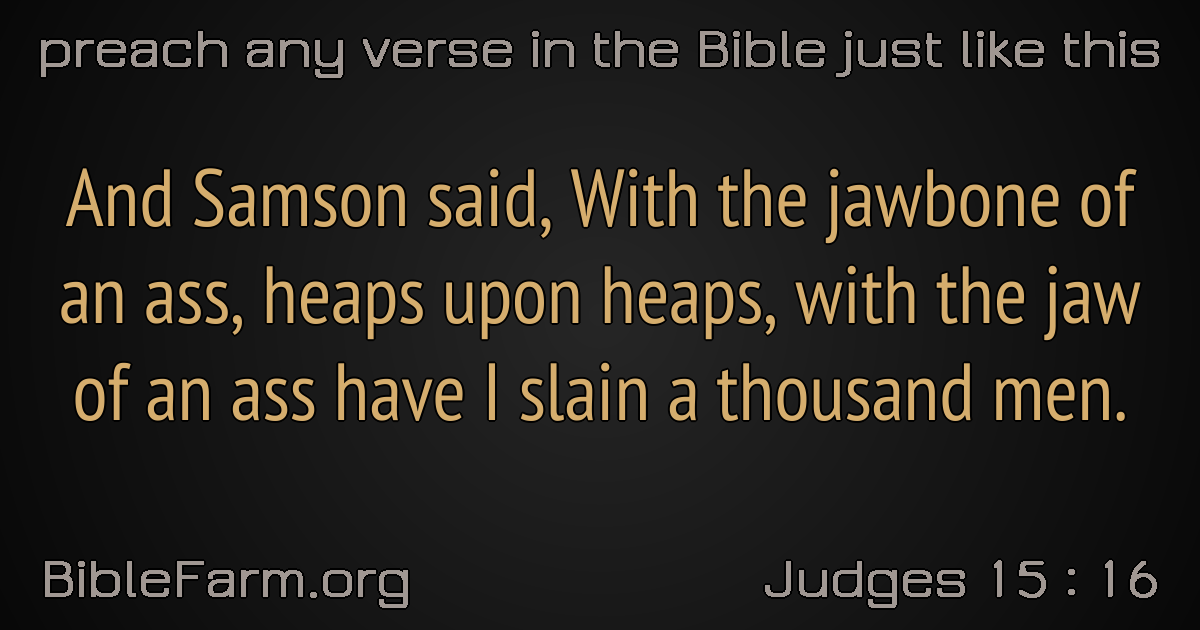 preach any verse in the Bible just like this
And Samson said, With the jawbone of
an ass, heaps upon heaps, with the jaw
of an ass have I slain a thousand men.
BibleFarm.org
Judges 15 : 16